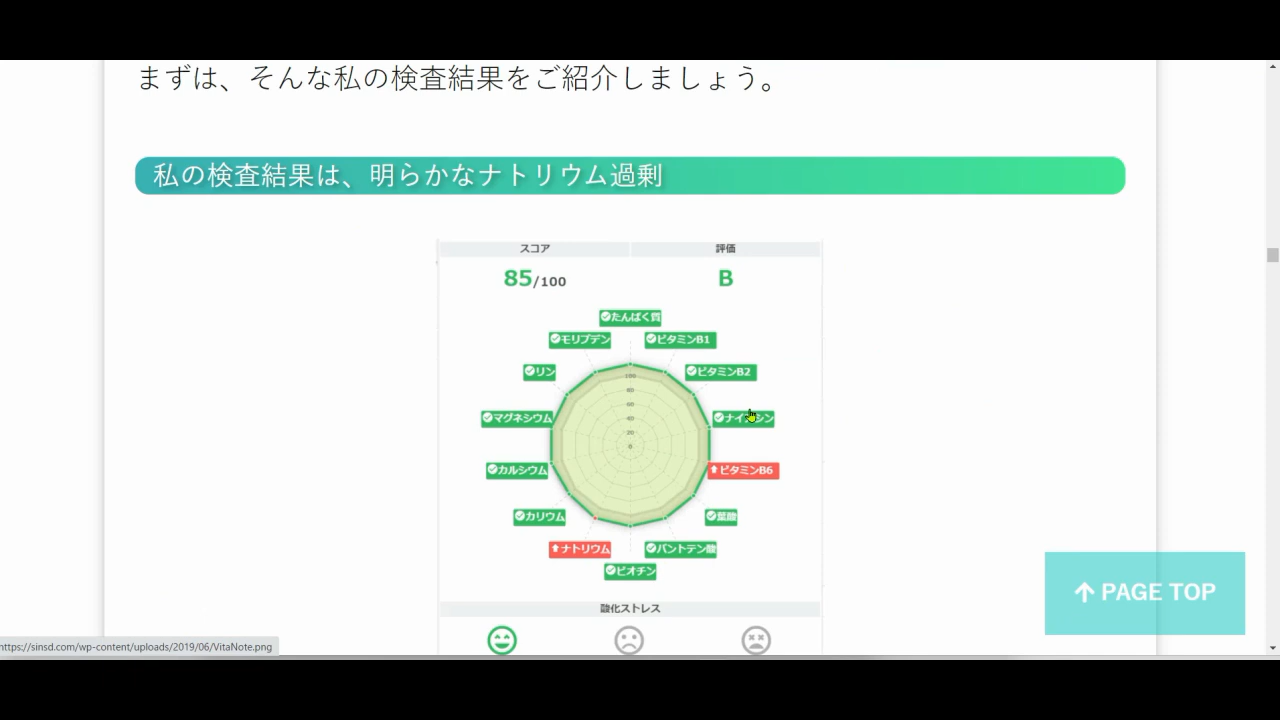 まずは、そんな私の検査結果をご紹介しましょう。
私の検査結果は、明らかなナトリウム過剰
スコア
評価
85/100
B
たんぱく質
モリブデン
ビタミンB1
リン
ビタミンB2
100
80
60
40
20
0
マグネシウム
カルシウム
ビタミンB6
カリウム
葉酸
ナトリウム
パントテン酸
ビオチン
酸化ストレス
PAGE TOP
https://sinsd.com/wp-content/uploads/2019/06/VitaNote.png